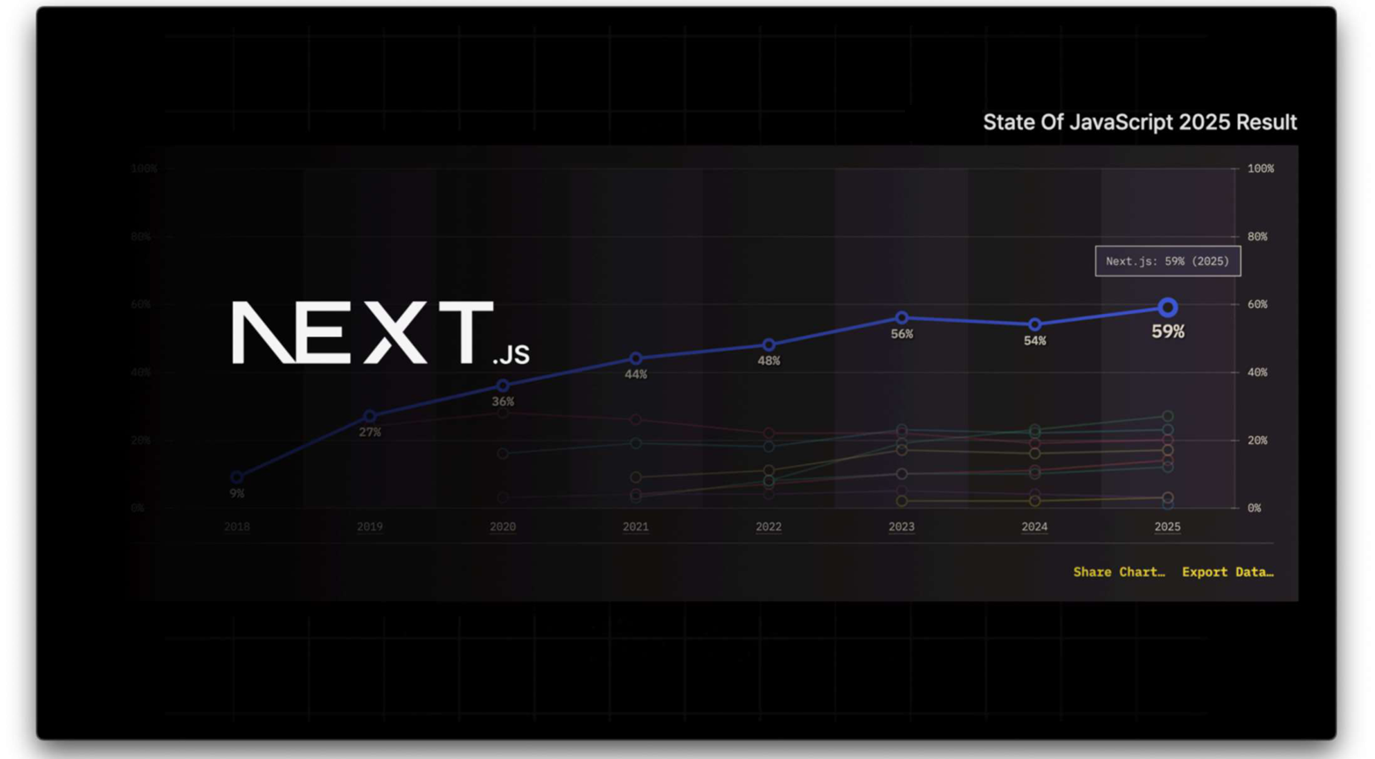 State Of JavaScript 2025 Result
100% 100%
80% 80%
Next.js: 59% (2025)
NEXT.JS
60% 60%
59%
56%
54%
48%
44%
40% 40%
36%
27%
20% 20%
9%
0% 0%
2018 2019 2020 2021 2022 2023 2024 2025
Share Chart… Export Data…